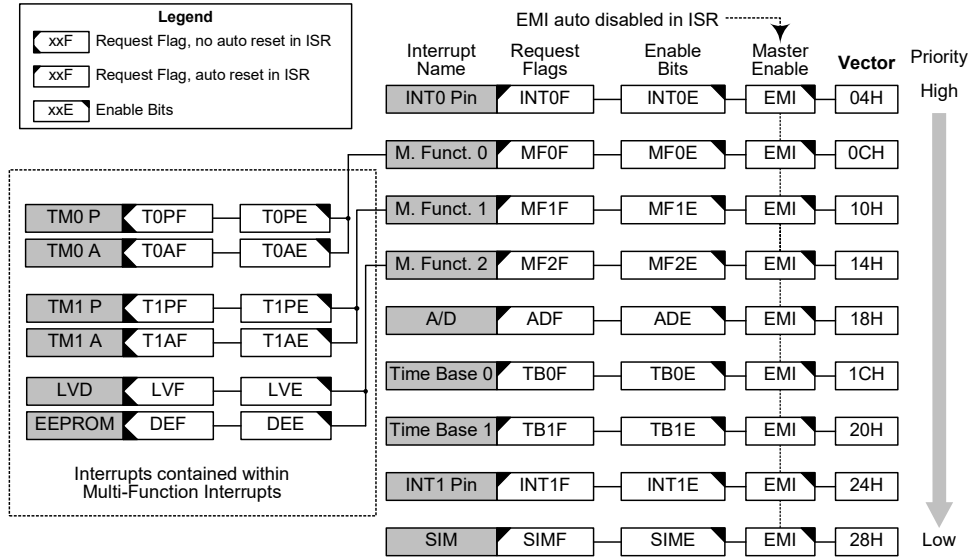 Legend
xxF Request Flag, no auto reset in ISR
xxF Request Flag, auto reset in ISR
xxE Enable Bits
EMI auto disabled in ISR
Interrupt Name Request Flags Enable Bits Master Enable Vector Priority
INT0 Pin INT0F INT0E EMI 04H High
M. Funct. 0 MF0F MF0E EMI 0CH
M. Funct. 1 MF1F MF1E EMI 10H
M. Funct. 2 MF2F MF2E EMI 14H
A/D ADF ADE EMI 18H
Time Base 0 TB0F TB0E EMI 1CH
Time Base 1 TB1F TB1E EMI 20H
INT1 Pin INT1F INT1E EMI 24H
SIM SIMF SIME EMI 28H Low
TM0 P T0PF T0PE
TM0 A T0AF T0AE
TM1 P T1PF T1PE
TM1 A T1AF T1AE
LVD LVF LVE
EEPROM DEF DEE
Interrupts contained within
Multi-Function Interrupts